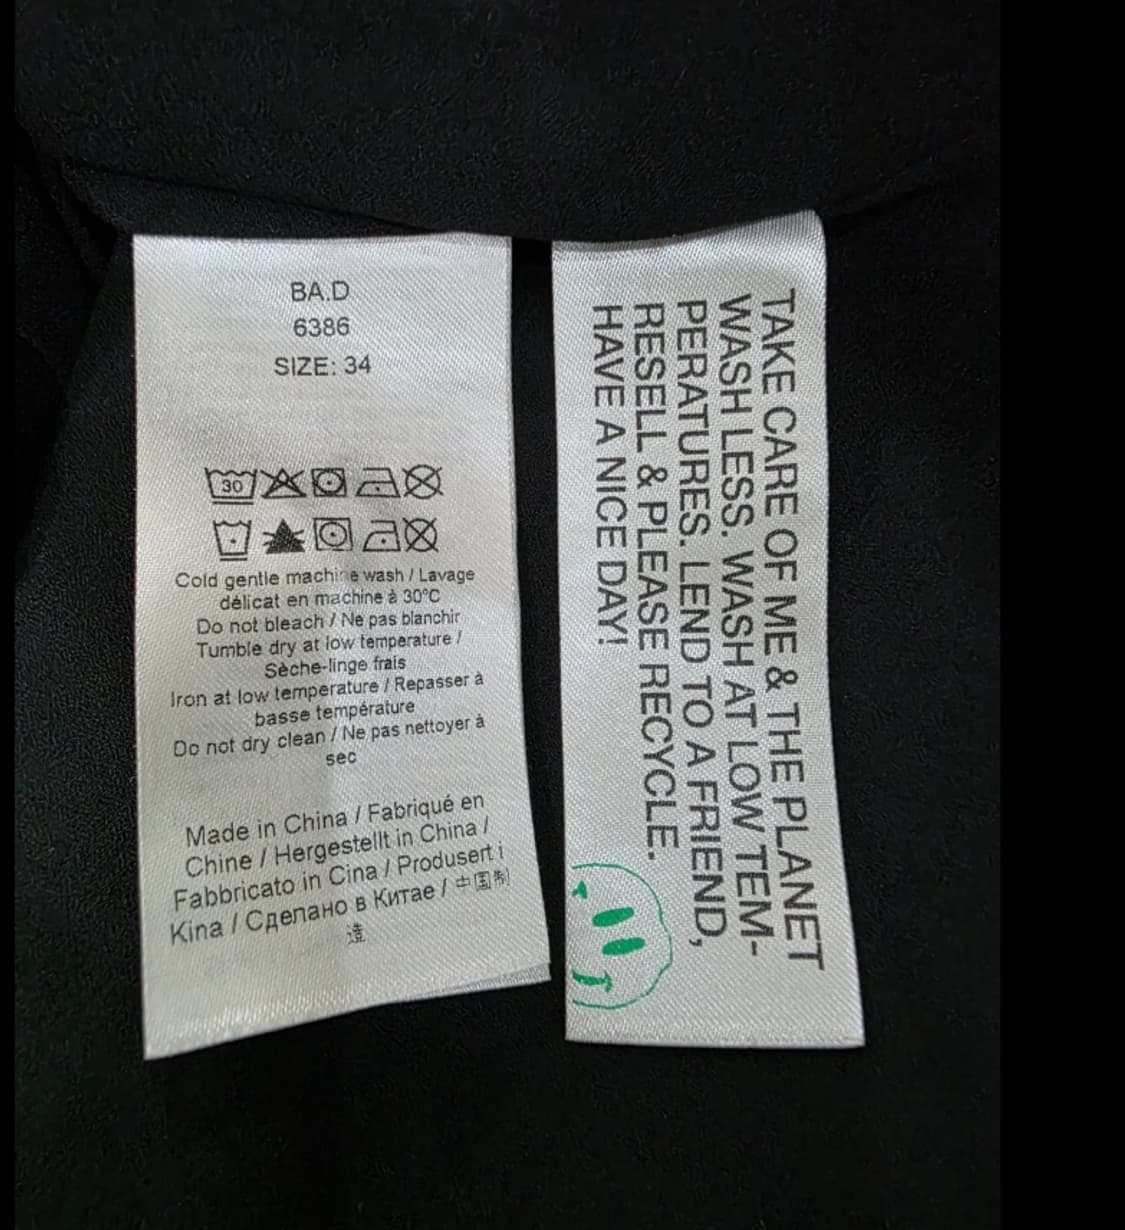 BA.D
6386
SIZE: 34
30
Cold gentle machine wash / Lavage
délicat en machine à 30°C
Do not bleach / Ne pas blanchir
Tumble dry at low temperature /
Sèche-linge frais
Iron at low temperature / Repasser à
basse température
Do not dry clean / Ne pas nettoyer à
sec
Made in China / Fabriqué en
Chine / Hergestellt in China /
Fabbricato in Cina / Produsert i
Kina / Сделано в Китае / 中国制
造
TAKE CARE OF ME & THE PLANET
WASH LESS. WASH AT LOW TEM-
PERATURES. LEND TO A FRIEND,
RESELL & PLEASE RECYCLE.
HAVE A NICE DAY!